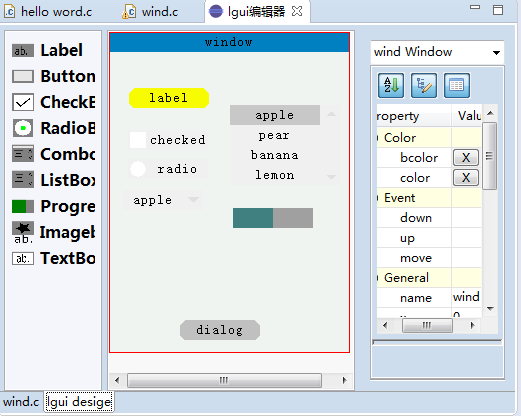 hello word.c
wind.c
lgui编辑器
Label
Button
CheckB
RadioB
Combo
ListBox
Progre
Imageb
TextBo
window
label
checked
radio
apple
apple
pear
banana
lemon
dialog
wind Window
roperty Valu
Color
bcolor X
color X
Event
down
up
move
General
name wind
wind.c
lgui desige